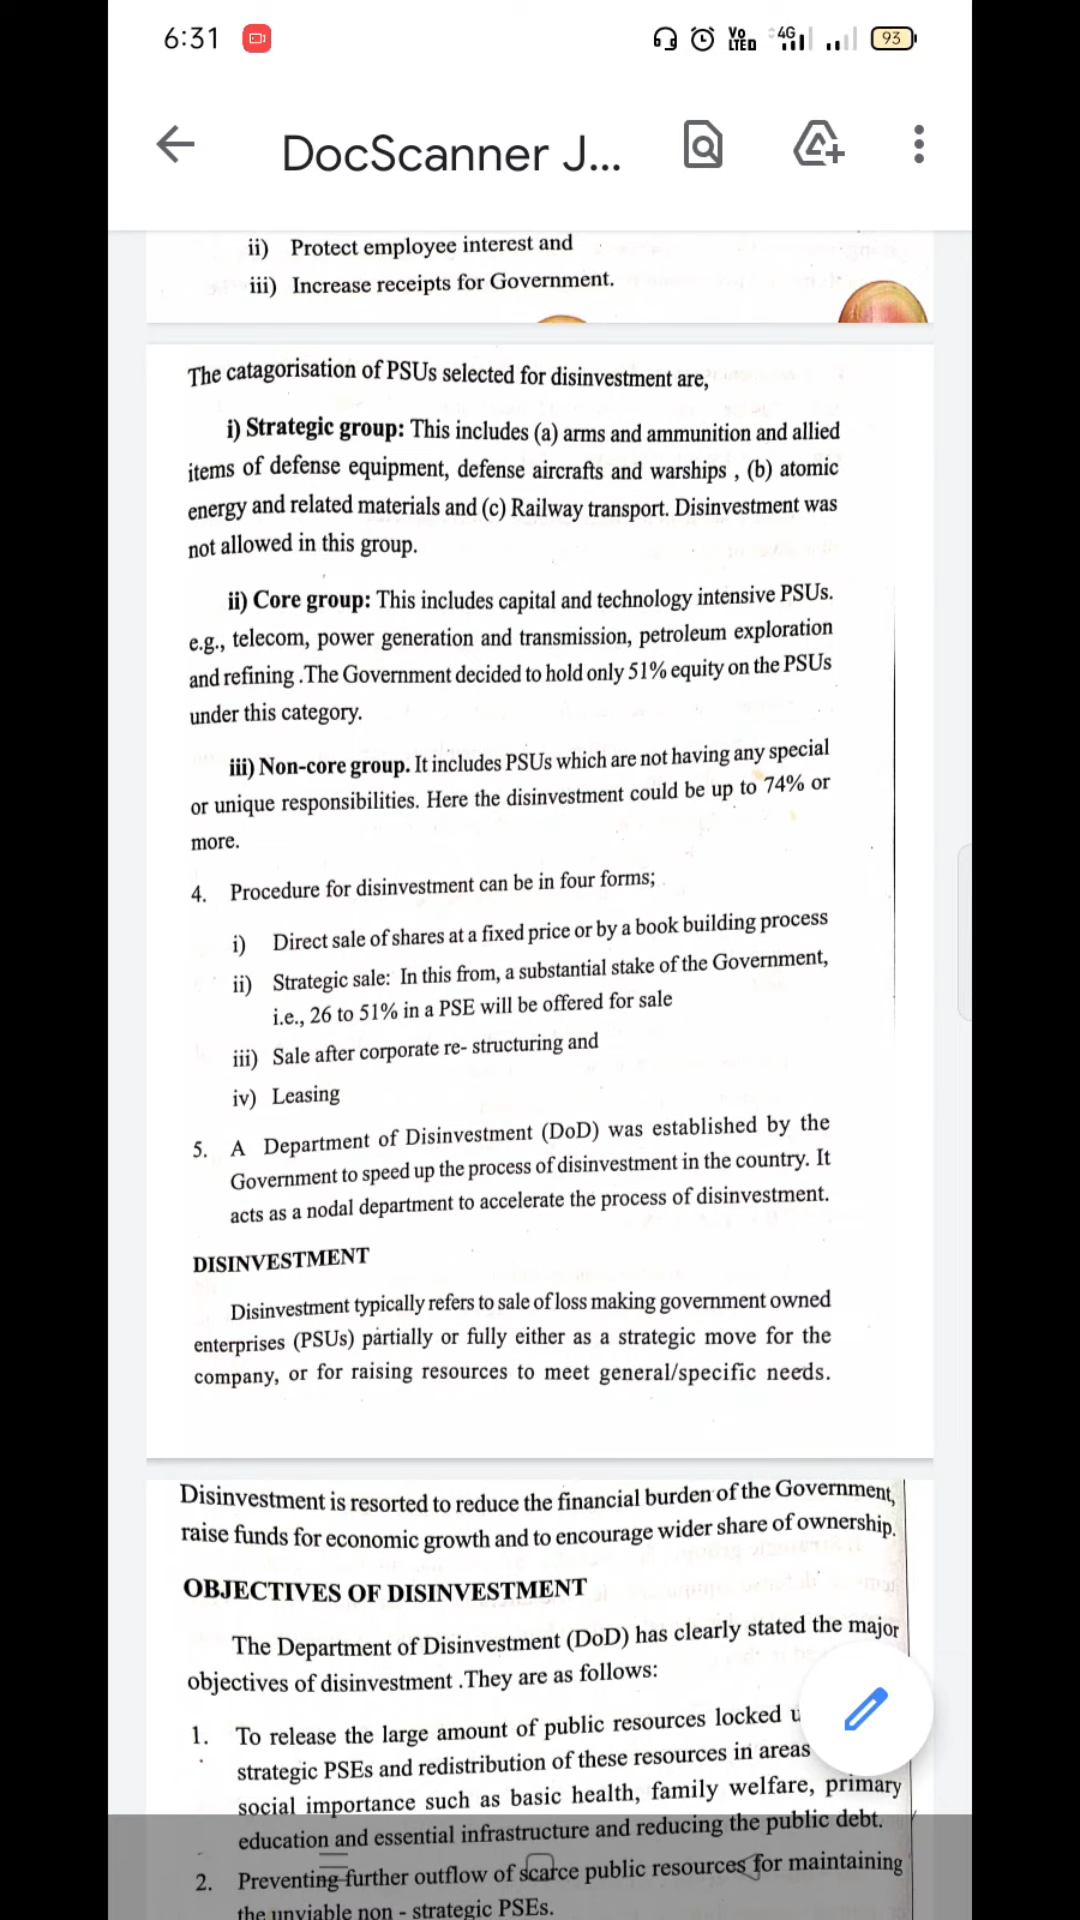 6:31
Vo LTED 4G 93
DocScanner J...
ii) Protect employee interest and
iii) Increase receipts for Government.
The catagorisation of PSUs selected for disinvestment are,
i) Strategic group: This includes (a) arms and ammunition and allied
items of defense equipment, defense aircrafts and warships , (b) atomic
energy and related materials and (c) Railway transport. Disinvestment was
not allowed in this group.
ii) Core group: This includes capital and technology intensive PSUs.
e.g., telecom, power generation and transmission, petroleum exploration
and refining .The Government decided to hold only 51% equity on the PSUs
under this category.
iii) Non-core group. It includes PSUs which are not having any special
or unique responsibilities. Here the disinvestment could be up to 74% or
more.
4. Procedure for disinvestment can be in four forms;
i) Direct sale of shares at a fixed price or by a book building process
ii) Strategic sale: In this from, a substantial stake of the Government,
i.e., 26 to 51% in a PSE will be offered for sale
iii) Sale after corporate re- structuring and
iv) Leasing
5. A Department of Disinvestment (DoD) was established by the
Government to speed up the process of disinvestment in the country. It
acts as a nodal department to accelerate the process of disinvestment.
DISINVESTMENT
Disinvestment typically refers to sale of loss making government owned
enterprises (PSUs) partially or fully either as a strategic move for the
company, or for raising resources to meet general/specific needs.
Disinvestment is resorted to reduce the financial burden of the Government,
raise funds for economic growth and to encourage wider share of ownership.
OBJECTIVES OF DISINVESTMENT
The Department of Disinvestment (DoD) has clearly stated the major
objectives of disinvestment .They are as follows:
1. To release the large amount of public resources locked
strategic PSEs and redistribution of these resources in areas
social importance such as basic health, family welfare, primary
education and essential infrastructure and reducing the public debt.
2. Preventing further outflow of scarce public resources for maintaining
the unviable non - strategic PSEs.